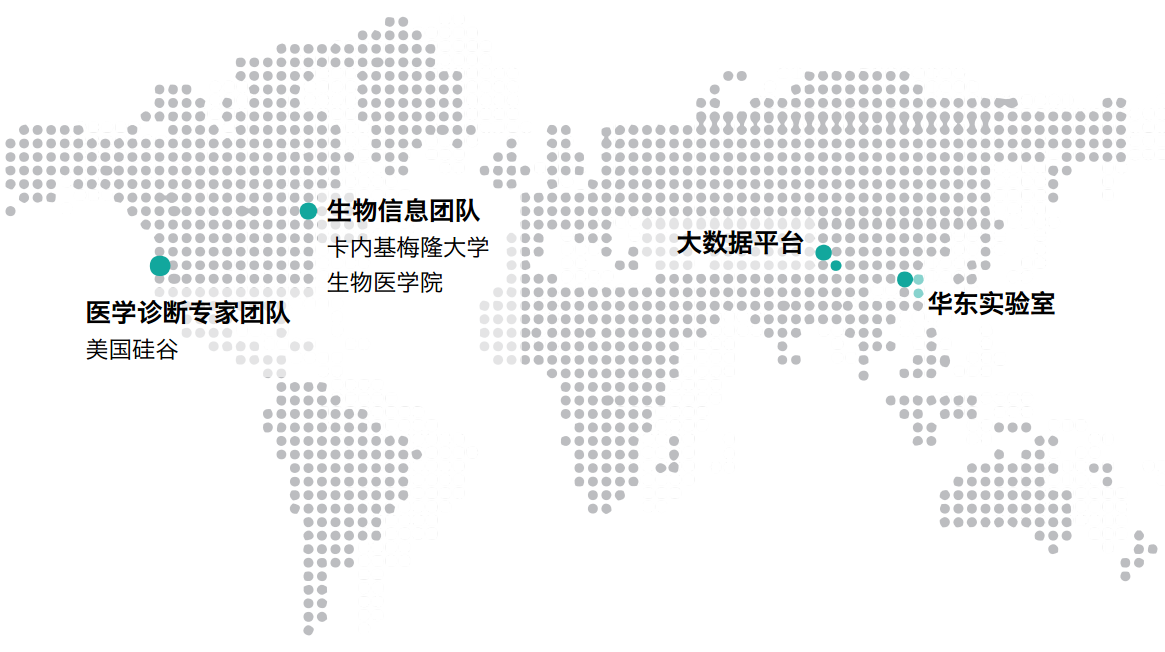 生物信息团队
卡内基梅隆大学
生物医学院
大数据平台
华东实验室
医学诊断专家团队
美国硅谷